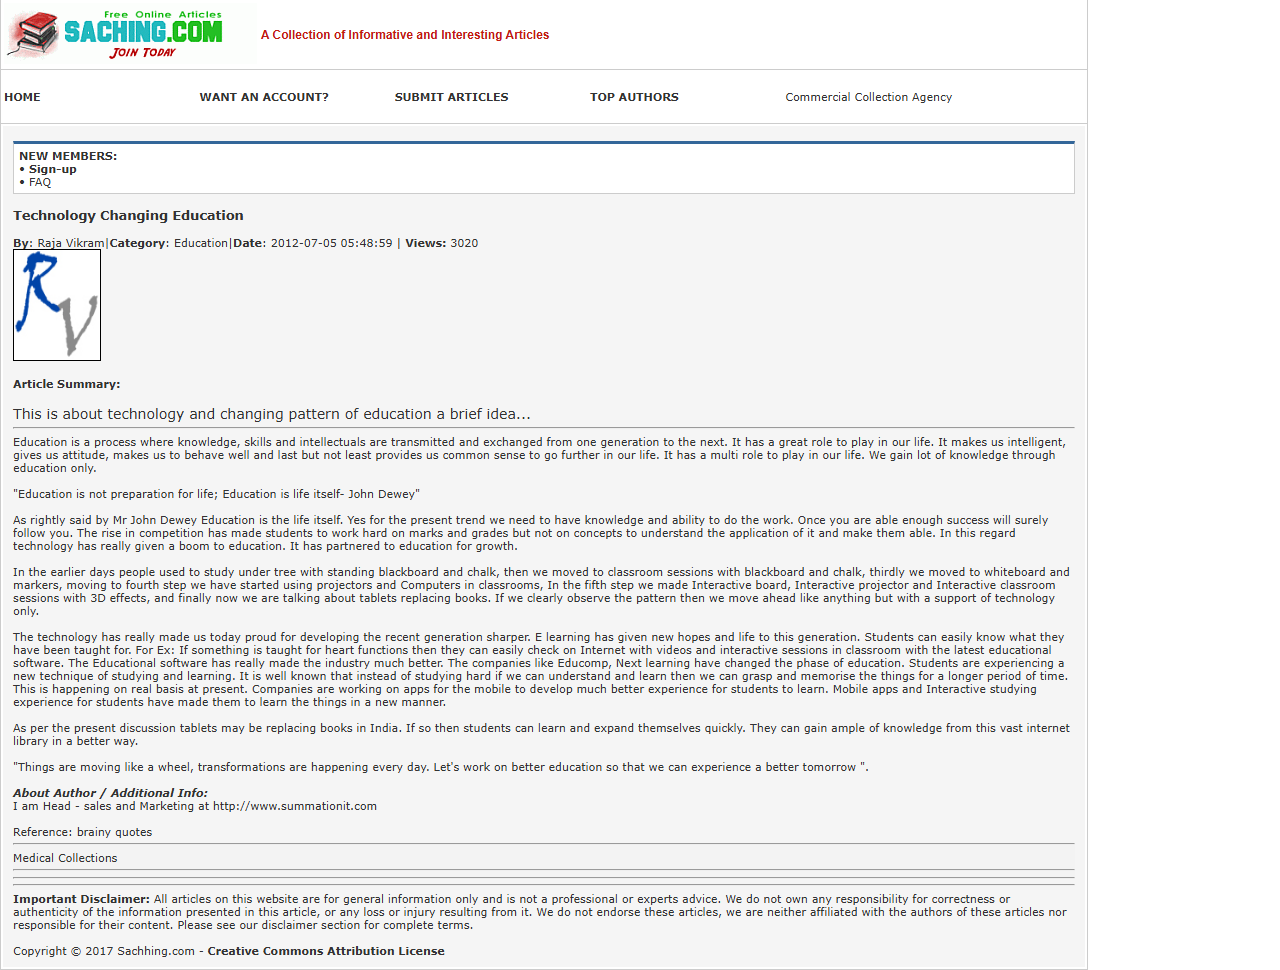 Free Online Articles
SACHING.COM
JOIN TODAY
A Collection of Informative and Interesting Articles
HOME
WANT AN ACCOUNT?
SUBMIT ARTICLES
TOP AUTHORS
Commercial Collection Agency
NEW MEMBERS:
• Sign-up
• FAQ
Technology Changing Education
By: Raja Vikram|Category: Education|Date: 2012-07-05 05:48:59 | Views: 3020
RV
Article Summary:
This is about technology and changing pattern of education a brief idea...
Education is a process where knowledge, skills and intellectuals are transmitted and exchanged from one generation to the next. It has a great role to play in our life. It makes us intelligent,
gives us attitude, makes us to behave well and last but not least provides us common sense to go further in our life. It has a multi role to play in our life. We gain lot of knowledge through
education only.
"Education is not preparation for life; Education is life itself- John Dewey"
As rightly said by Mr John Dewey Education is the life itself. Yes for the present trend we need to have knowledge and ability to do the work. Once you are able enough success will surely
follow you. The rise in competition has made students to work hard on marks and grades but not on concepts to understand the application of it and make them able. In this regard
technology has really given a boom to education. It has partnered to education for growth.
In the earlier days people used to study under tree with standing blackboard and chalk, then we moved to classroom sessions with blackboard and chalk, thirdly we moved to whiteboard and
markers, moving to fourth step we have started using projectors and Computers in classrooms, In the fifth step we made Interactive board, Interactive projector and Interactive classroom
sessions with 3D effects, and finally now we are talking about tablets replacing books. If we clearly observe the pattern then we move ahead like anything but with a support of technology
only.
The technology has really made us today proud for developing the recent generation sharper. E learning has given new hopes and life to this generation. Students can easily know what they
have been taught for. For Ex: If something is taught for heart functions then they can easily check on Internet with videos and interactive sessions in classroom with the latest educational
software. The Educational software has really made the industry much better. The companies like Educomp, Next learning have changed the phase of education. Students are experiencing a
new technique of studying and learning. It is well known that instead of studying hard if we can understand and learn then we can grasp and memorise the things for a longer period of time.
This is happening on real basis at present. Companies are working on apps for the mobile to develop much better experience for students to learn. Mobile apps and Interactive studying
experience for students have made them to learn the things in a new manner.
As per the present discussion tablets may be replacing books in India. If so then students can learn and expand themselves quickly. They can gain ample of knowledge from this vast internet
library in a better way.
"Things are moving like a wheel, transformations are happening every day. Let's work on better education so that we can experience a better tomorrow ".
About Author / Additional Info:
I am Head - sales and Marketing at http://www.summationit.com
Reference: brainy quotes
Medical Collections
Important Disclaimer: All articles on this website are for general information only and is not a professional or experts advice. We do not own any responsibility for correctness or
authenticity of the information presented in this article, or any loss or injury resulting from it. We do not endorse these articles, we are neither affiliated with the authors of these articles nor
responsible for their content. Please see our disclaimer section for complete terms.
Copyright © 2017 Sachhing.com - Creative Commons Attribution License